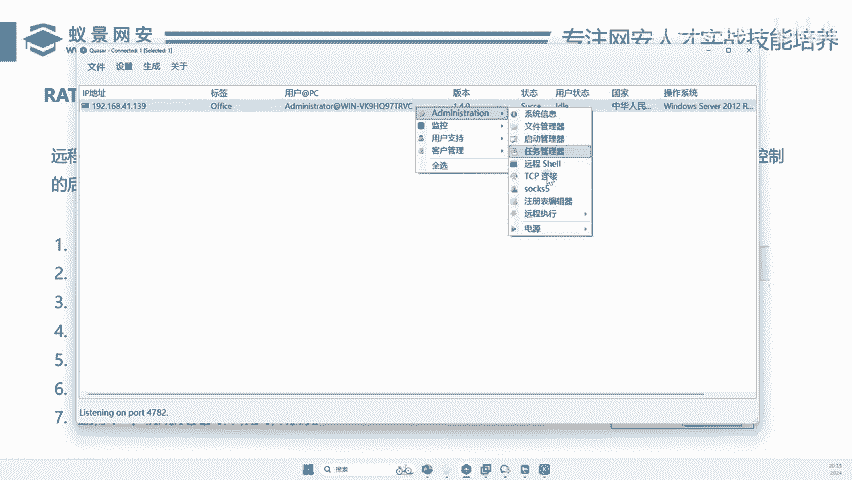 蚁景网安
专注网安人才实战技能培养
Quasar - Connected: 1 [Selected: 1]
文件 设置 生成 关于
IP地址 标签 用户@PC 版本 状态 用户状态 国家 操作系统
192.168.41.139 Office Administrator@WIN-VK9HQ97TRVC 1.4.0 Idle 中华人民... Windows Server 2012 R...
Administration
监控
用户支持
客户管理
全选
系统信息
文件管理器
启动管理器
任务管理器
远程 Shell
TCP 连接
socks5
注册表编辑器
远程执行
电源
RAT
远程
控制
的后
1.
2.
3.
4.
5.
6.
7.
Listening on port 4782.
搜索